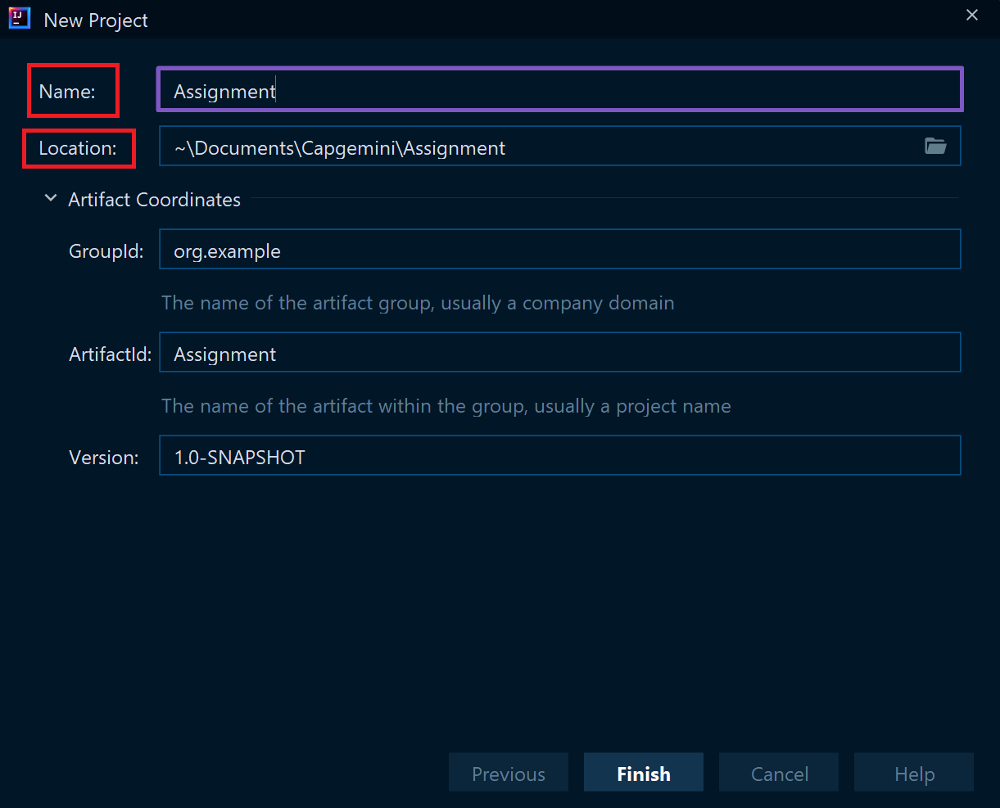 IJ
New Project
Name: Assignment
Location: ~\Documents\Capgemini\Assignment
Artifact Coordinates
GroupId: org.example
The name of the artifact group, usually a company domain
ArtifactId: Assignment
The name of the artifact within the group, usually a project name
Version: 1.0-SNAPSHOT
Previous Finish Cancel Help